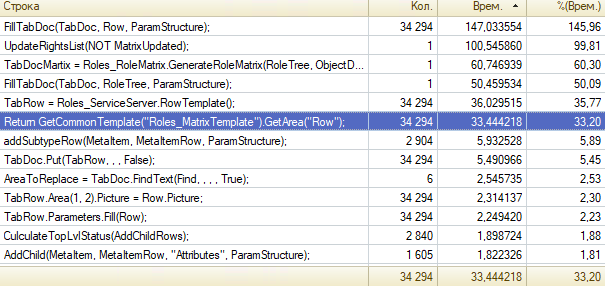 Строка Кол. Врем. %(Врем.)
FillTabDoc(TabDoc, Row, ParamStructure); 34 294 147,033554 145,96
UpdateRightsList(NOT MatrixUpdated); 1 100,545860 99,81
TabDocMartix = Roles_RoleMatrix.GenerateRoleMatrix(RoleTree, ObjectD... 1 60,746939 60,30
FillTabDoc(TabDoc, RoleTree, ParamStructure); 1 50,459534 50,09
TabRow = Roles_ServiceServer.RowTemplate(); 34 294 36,029515 35,77
Return GetCommonTemplate("Roles_MatrixTemplate").GetArea("Row"); 34 294 33,444218 33,20
addSubtypeRow(MetaItem, MetaItemRow, ParamStructure); 2 904 5,932528 5,89
TabDoc.Put(TabRow, , , False); 34 294 5,490966 5,45
AreaToReplace = TabDoc.FindText(Find, , , , True); 6 2,545735 2,53
TabRow.Area(1, 2).Picture = Row.Picture; 34 294 2,314137 2,30
TabRow.Parameters.Fill(Row); 34 294 2,249420 2,23
CulculateTopLvlStatus(AddChildRows); 2 840 1,898724 1,88
AddChild(MetaItem, MetaItemRow, "Attributes", ParamStructure); 1 605 1,822326 1,81
34 294 33,444218 33,20